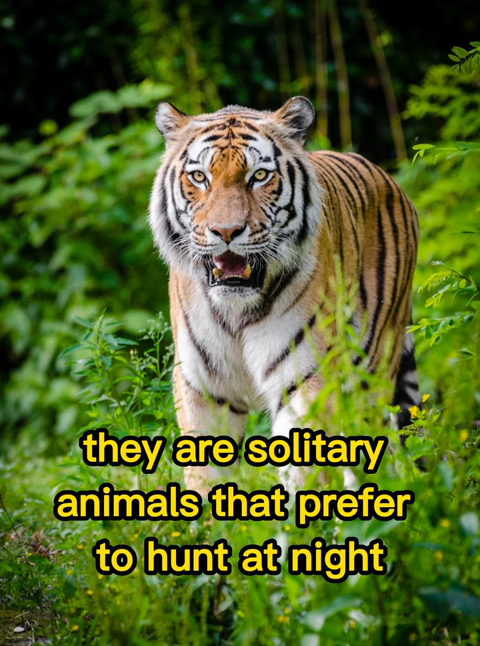 they are solitary
animals that prefer
to hunt at night